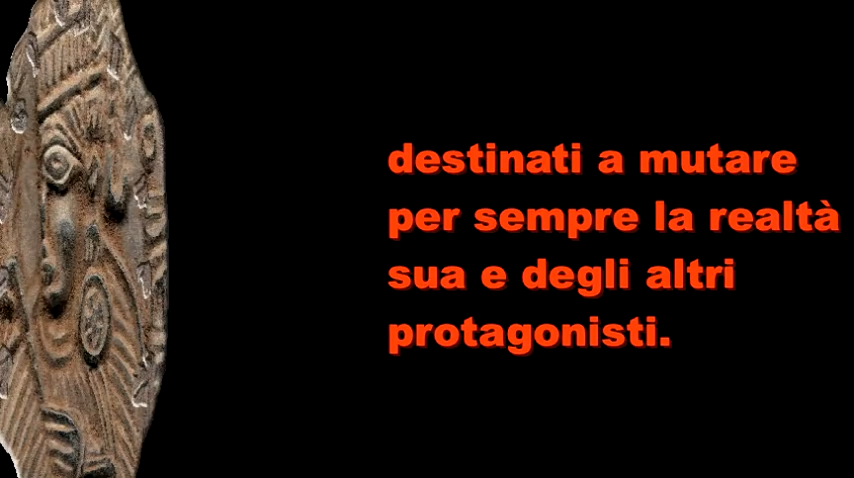 destinati a mutare
per sempre la realtà
sua e degli altri
protagonisti.